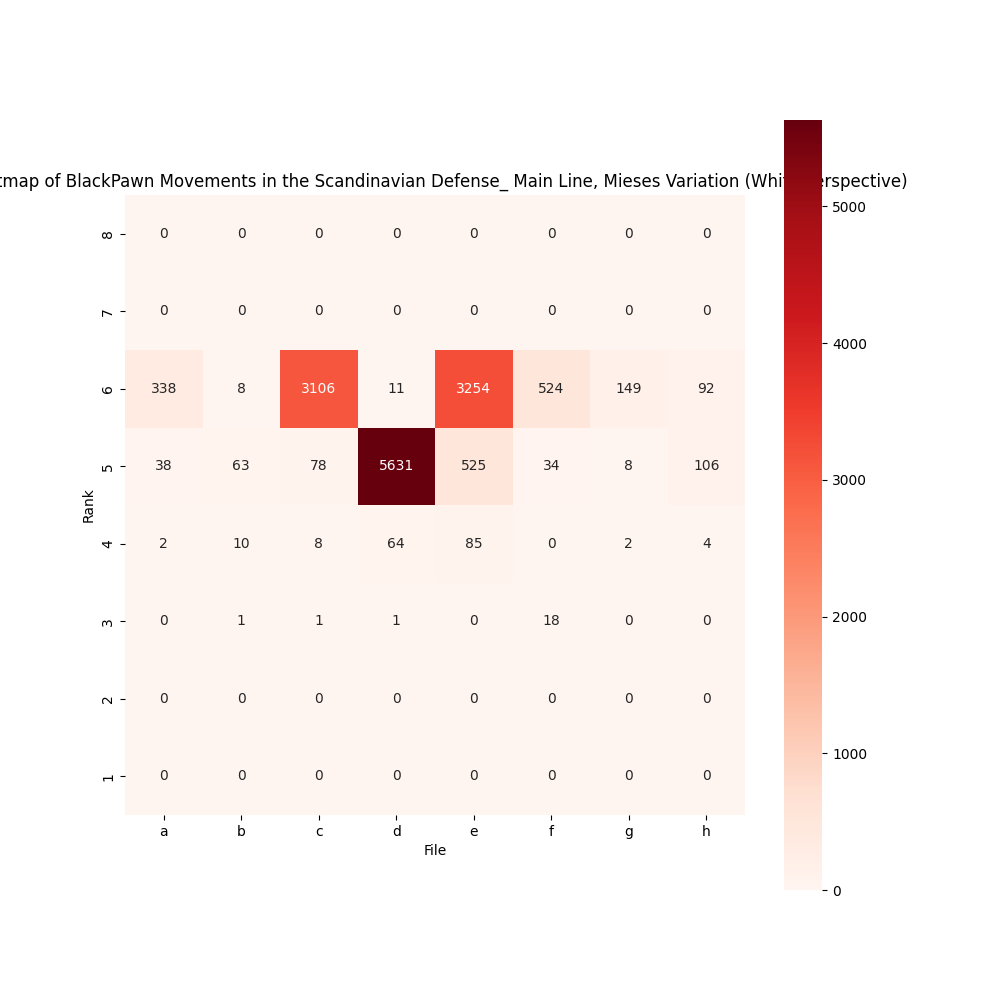 of BlackPawn Movements in the Scandinavian Defense_ Main Line, Mieses Variation
8 0 0 0 0 0 0 0 0
7 0 0 0 0 0 0 0 0
6 338 8 3106 11 3254 524 149 92
5 38 63 78 5631 525 34 8 106
4 2 10 8 64 85 0 2 4
3 0 1 1 1 0 18 0 0
2 0 0 0 0 0 0 0 0
1 0 0 0 0 0 0 0 0
a b c d e f g h
File
Rank
5000
4000
3000
2000
1000
0